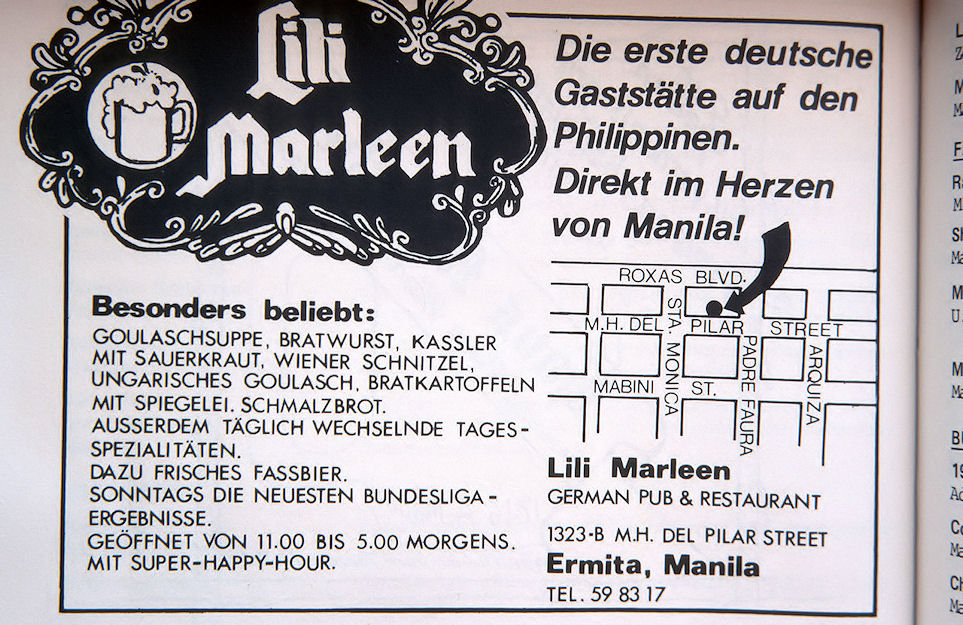 Lili
Marleen
Die erste deutsche
Gaststätte auf den
Philippinen.
Direkt im Herzen
von Manila!
Besonders beliebt:
GOULASCHSUPPE, BRATWURST, KASSLER
MIT SAUERKRAUT, WIENER SCHNITZEL,
UNGARISCHES GOULASCH, BRATKARTOFFELN
MIT SPIEGELEI. SCHMALZBROT.
AUSSERDEM TÄGLICH WECHSELNDE TAGES-
SPEZIALITÄTEN.
DAZU FRISCHES FASSBIER.
SONNTAGS DIE NEUESTEN BUNDESLIGA-
ERGEBNISSE.
GEÖFFNET VON 11.00 BIS 5.00 MORGENS.
MIT SUPER-HAPPY-HOUR.
ROXAS BLVD.
M.H. DEL PILAR STREET
STA. MONICA
PADRE FAURA
ARQUIZA
MABINI ST.
Lili Marleen
GERMAN PUB & RESTAURANT
1323-B M.H. DEL PILAR STREET
Ermita, Manila
TEL. 59 83 17